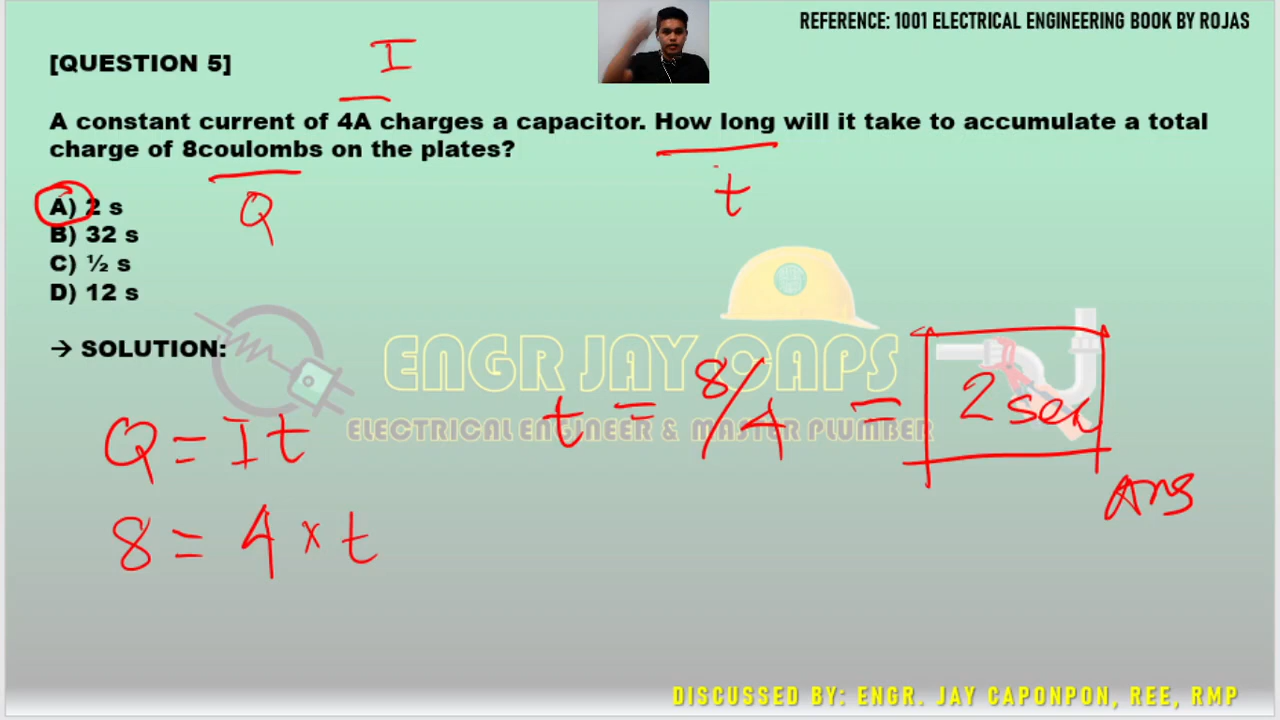 REFERENCE: 1001 ELECTRICAL ENGINEERING BOOK BY ROJAS
[QUESTION 5]
I
A constant current of 4A charges a capacitor. How long will it take to accumulate a total
charge of 8coulombs on the plates?
Q
t
A) 2 s
B) 32 s
C) ½ s
D) 12 s
→ SOLUTION:
ENGR JAY CAPS
ELECTRICAL ENGINEER & MASTER PLUMBER
Q = It
8 = 4 × t
t = 8/4 = 2 sec
Ans
DISCUSSED BY: ENGR. JAY CAPONPON, REE, RMP